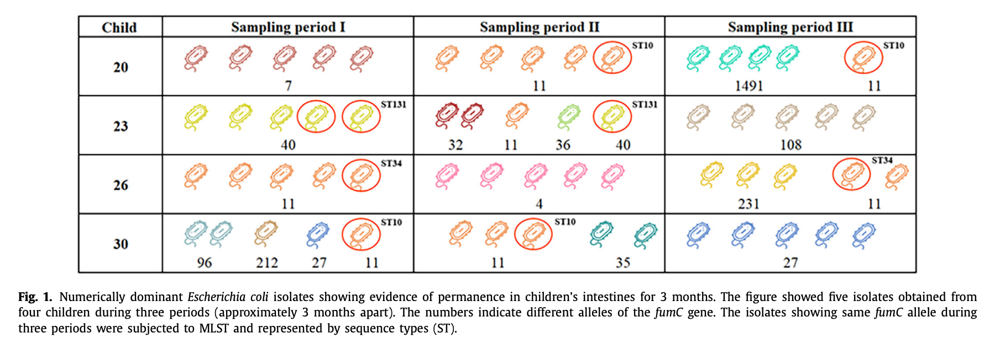 Child Sampling period I Sampling period II Sampling period III
20 ST10 ST10
7 11 1491 11
23 ST131 ST131
40 32 11 36 40 108
26 ST34 ST34
11 4 231 11
30 ST10 ST10
96 212 27 11 11 35 27
Fig. 1. Numerically dominant Escherichia coli isolates showing evidence of permanence in children's intestines for 3 months. The figure showed five isolates obtained from
four children during three periods (approximately 3 months apart). The numbers indicate different alleles of the fumC gene. The isolates showing same fumC allele during
three periods were subjected to MLST and represented by sequence types (ST).